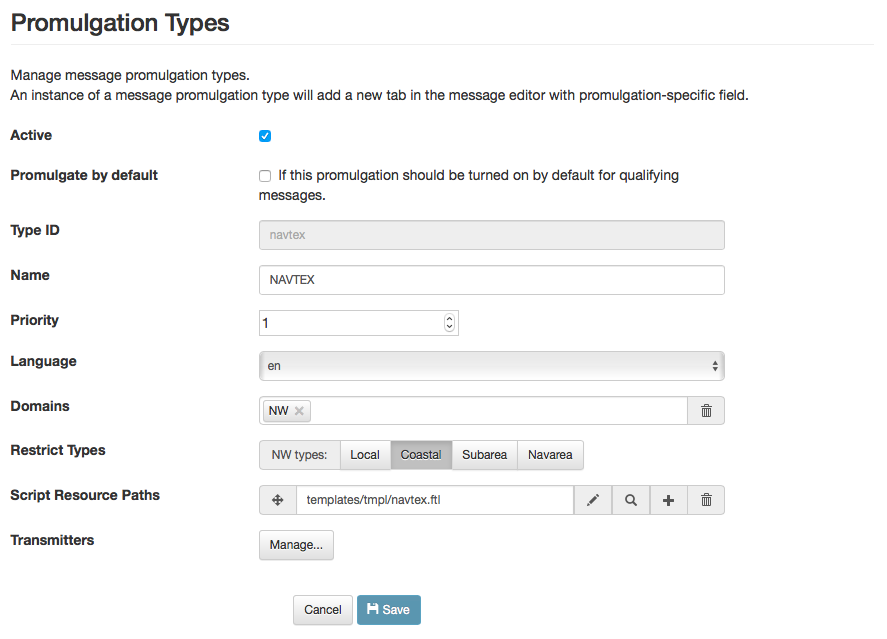 Promulgation Types
Manage message promulgation types.
An instance of a message promulgation type will add a new tab in the message editor with promulgation-specific field.
Active
Promulgate by default If this promulgation should be turned on by default for qualifying
messages.
Type ID navtex
Name NAVTEX
Priority 1
Language en
Domains NW
Restrict Types NW types: Local Coastal Subarea Navarea
Script Resource Paths templates/tmpl/navtex.ftl
Transmitters Manage...
Cancel Save